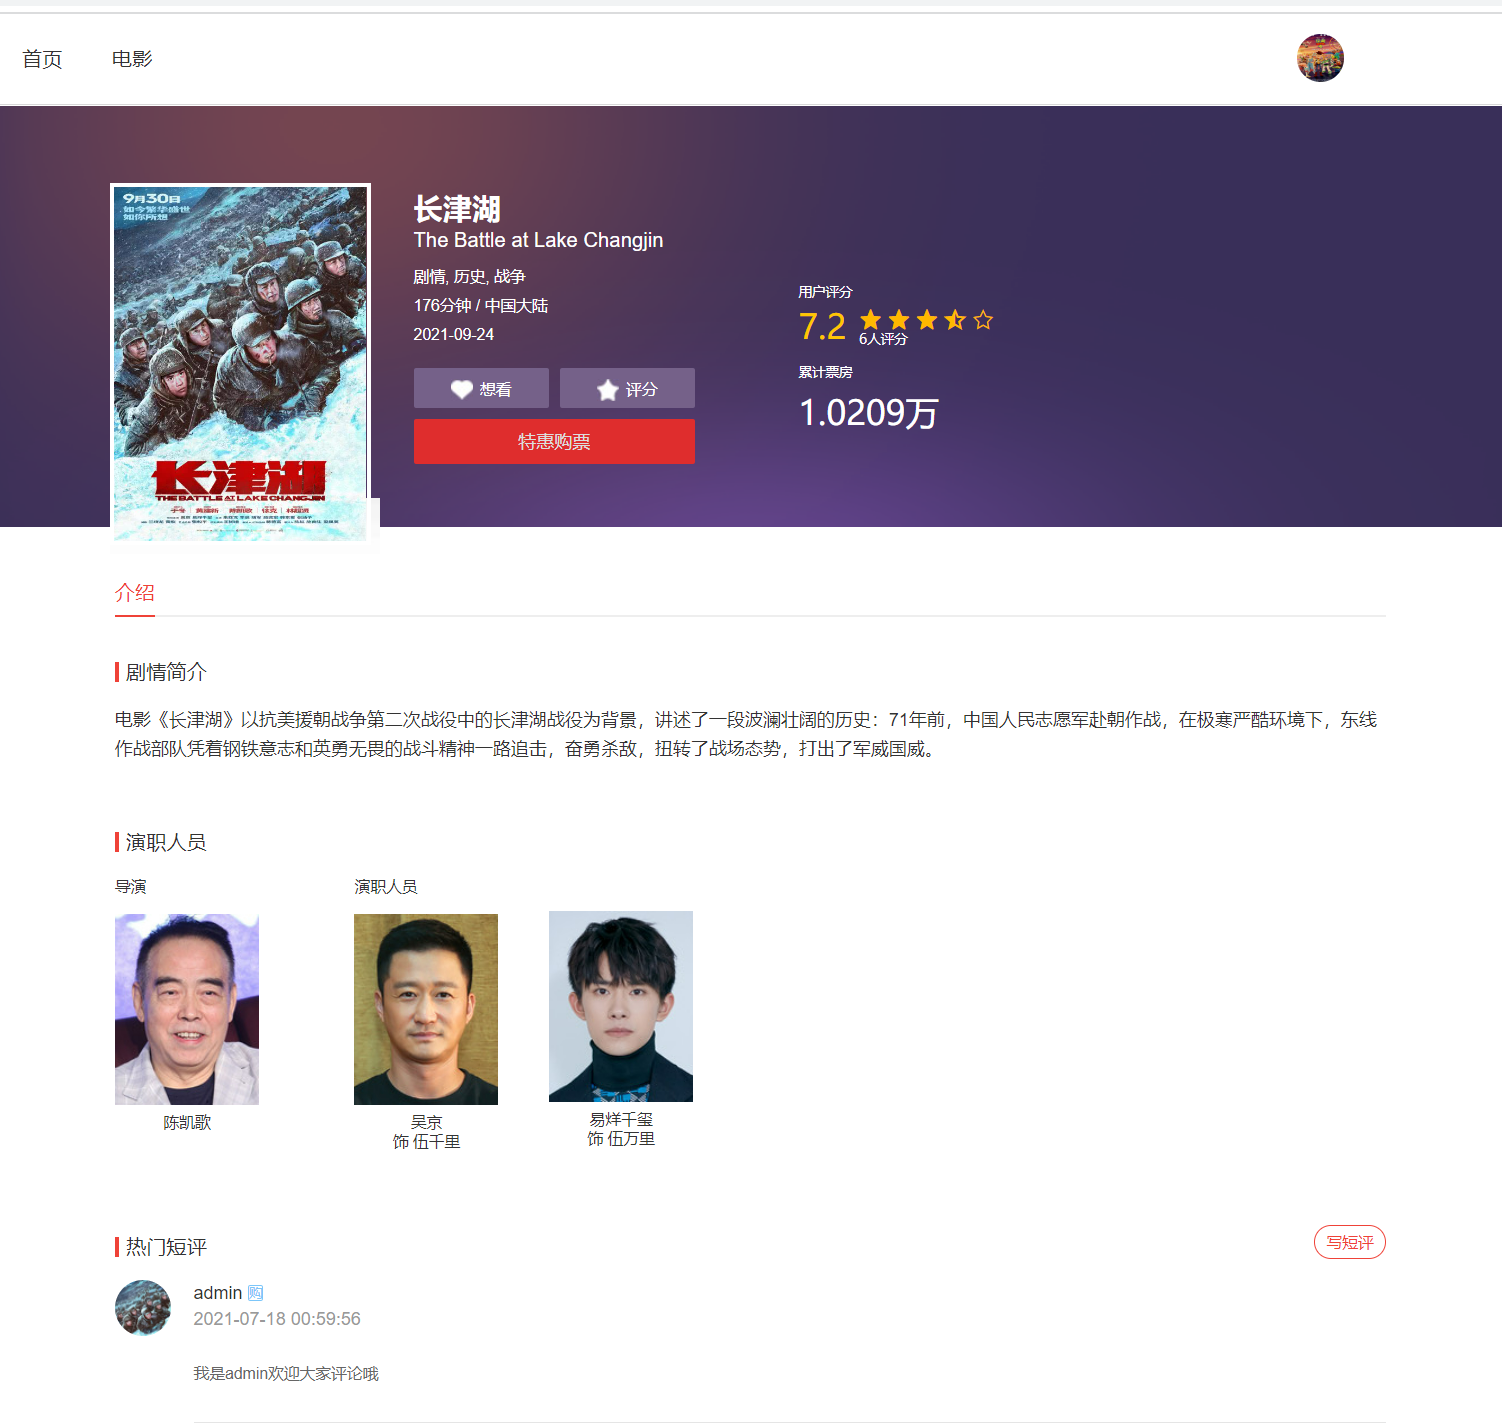 首页
电影
9月30日
如今繁华盛世
如你所想
长津湖
THE BATTLE AT LAKE CHANGJIN
长津湖
The Battle at Lake Changjin
剧情, 历史, 战争
176分钟 / 中国大陆
2021-09-24
想看
评分
特惠购票
用户评分
7.2
6人评分
累计票房
1.0209万
介绍
剧情简介
电影《长津湖》以抗美援朝战争第二次战役中的长津湖战役为背景，讲述了一段波澜壮阔的历史：71年前，中国人民志愿军赴朝作战，在极寒严酷环境下，东线
作战部队凭着钢铁意志和英勇无畏的战斗精神一路追击，奋勇杀敌，扭转了战场态势，打出了军威国威。
演职人员
导演
演职人员
陈凯歌
吴京
饰 伍千里
易烊千玺
饰 伍万里
热门短评
写短评
admin 购
2021-07-18 00:59:56
我是admin欢迎大家评论哦